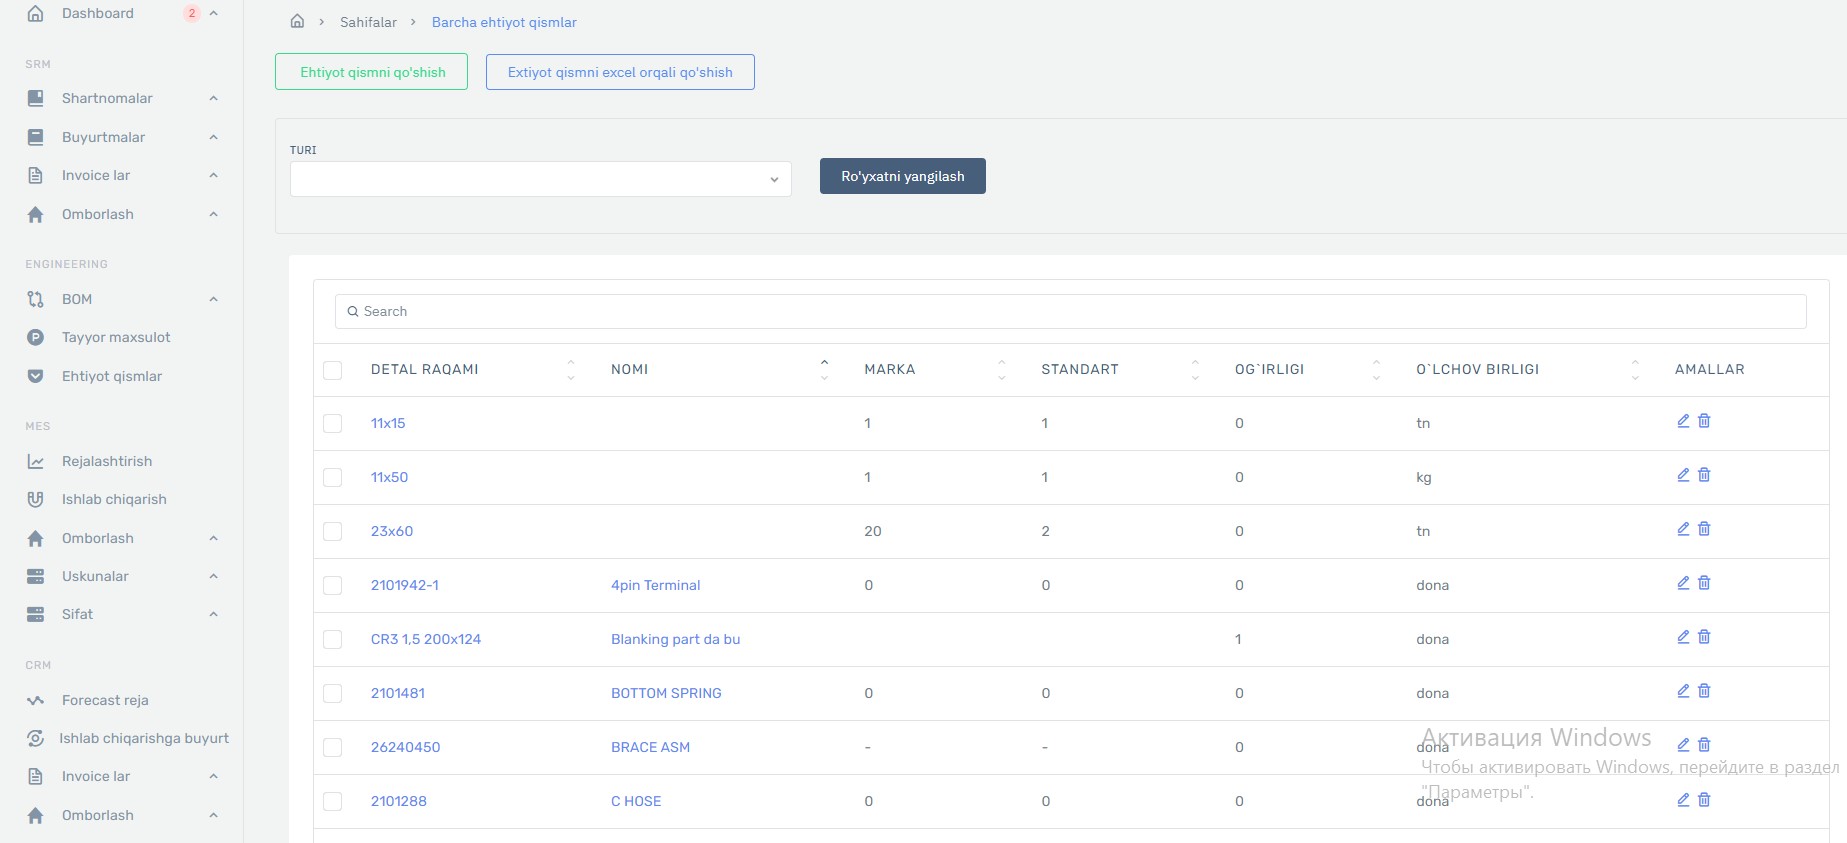 Dashboard 2
SRM
Shartnomalar
Buyurtmalar
Invoice lar
Omborlash
ENGINEERING
BOM
Tayyor maxsulot
Ehtiyot qismlar
MES
Rejalashtirish
Ishlab chiqarish
Omborlash
Uskunalar
Sifat
CRM
Forecast reja
Ishlab chiqarishga buyurt
Invoice lar
Omborlash
Sahifalar Barcha ehtiyot qismlar
Ehtiyot qismni qo'shish Extiyot qismni excel orqali qo'shish
TURI
Ro'yxatni yangilash
Search
DETAL RAQAMI NOMI MARKA STANDART OG`IRLIGI O`LCHOV BIRLIGI AMALLAR
11x15 1 1 0 tn
11x50 1 1 0 kg
23x60 20 2 0 tn
2101942-1 4pin Terminal 0 0 0 dona
CR3 1,5 200x124 Blanking part da bu 1 dona
2101481 BOTTOM SPRING 0 0 0 dona
26240450 BRACE ASM - - 0 dona
2101288 C HOSE 0 0 0 dona
Активация Windows
Чтобы активировать Windows, перейдите в раздел
"Параметры".